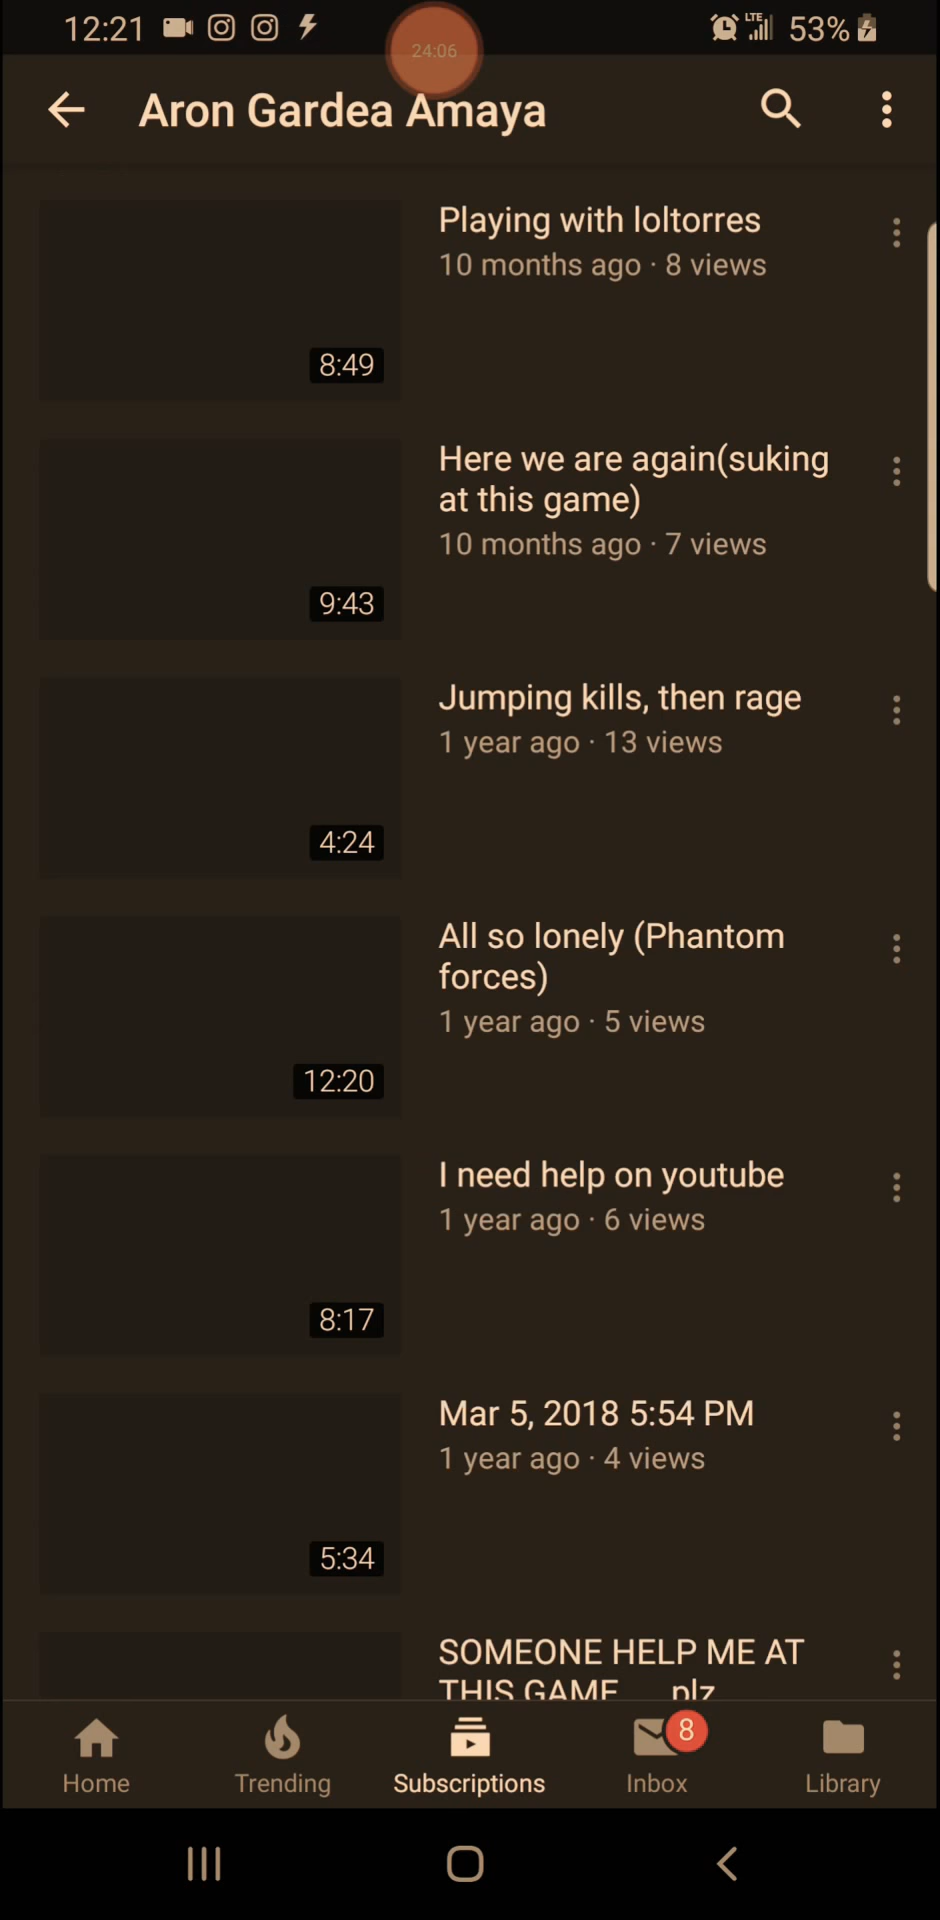 12:21
24:06
LTE
53%
Aron Gardea Amaya
Playing with loltorres
10 months ago · 8 views
8:49
Here we are again(suking
at this game)
10 months ago · 7 views
9:43
Jumping kills, then rage
1 year ago · 13 views
4:24
All so lonely (Phantom
forces)
1 year ago · 5 views
12:20
I need help on youtube
1 year ago · 6 views
8:17
Mar 5, 2018 5:54 PM
1 year ago · 4 views
5:34
SOMEONE HELP ME AT
THIS GAME plz
8
Home
Trending
Subscriptions
Inbox
Library